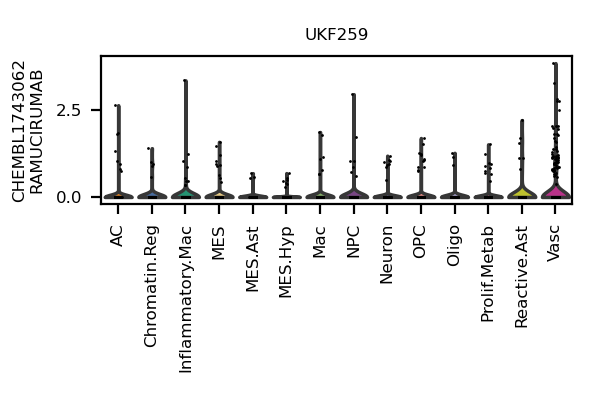 UKF259
CHEMBL1743062
RAMUCIRUMAB
2.5
0.0
AC
Chromatin.Reg
Inflammatory.Mac
MES
MES.Ast
MES.Hyp
Mac
NPC
Neuron
OPC
Oligo
Prolif.Metab
Reactive.Ast
Vasc